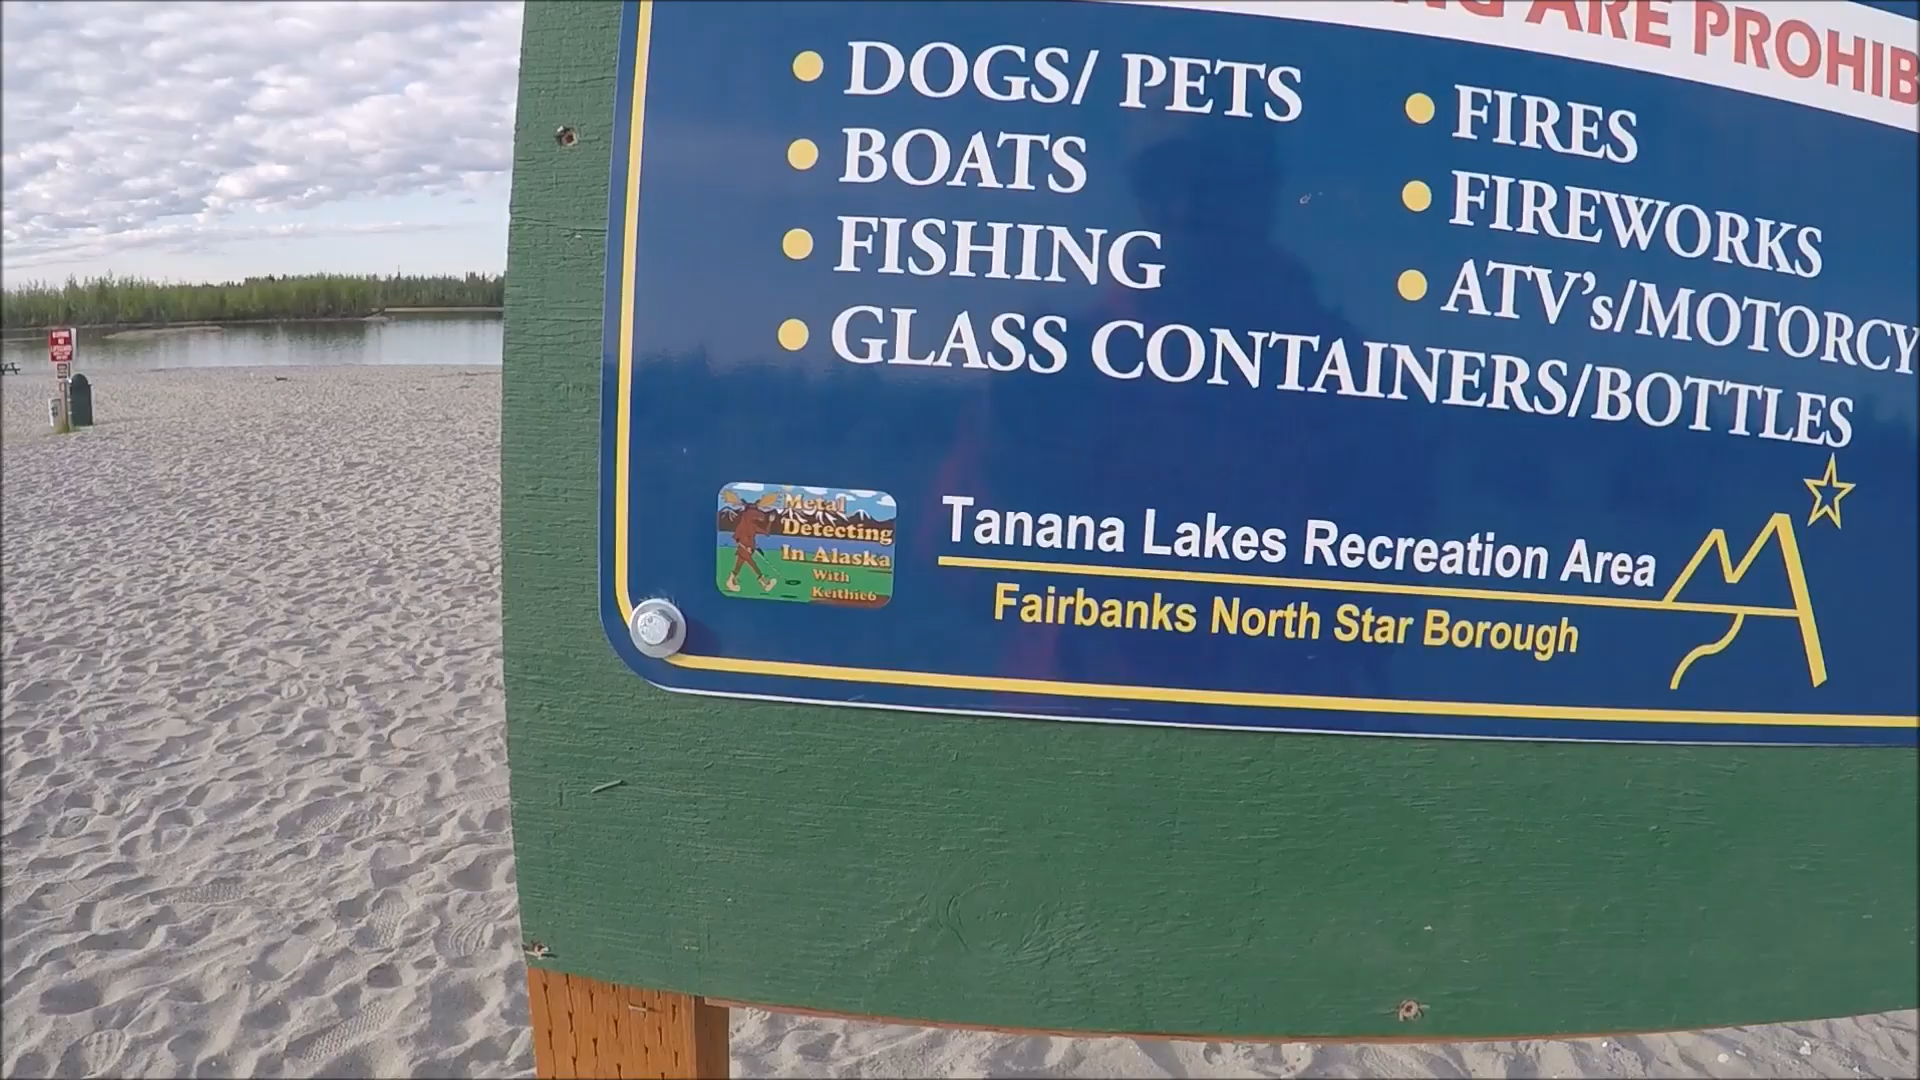 ARE PROHIB
DOGS/ PETS
BOATS
FISHING
GLASS CONTAINERS/BOTTLES
FIRES
FIREWORKS
ATV's/MOTORCY
Metal
Detecting
In Alaska
With
Keithie6
Tanana Lakes Recreation Area
Fairbanks North Star Borough